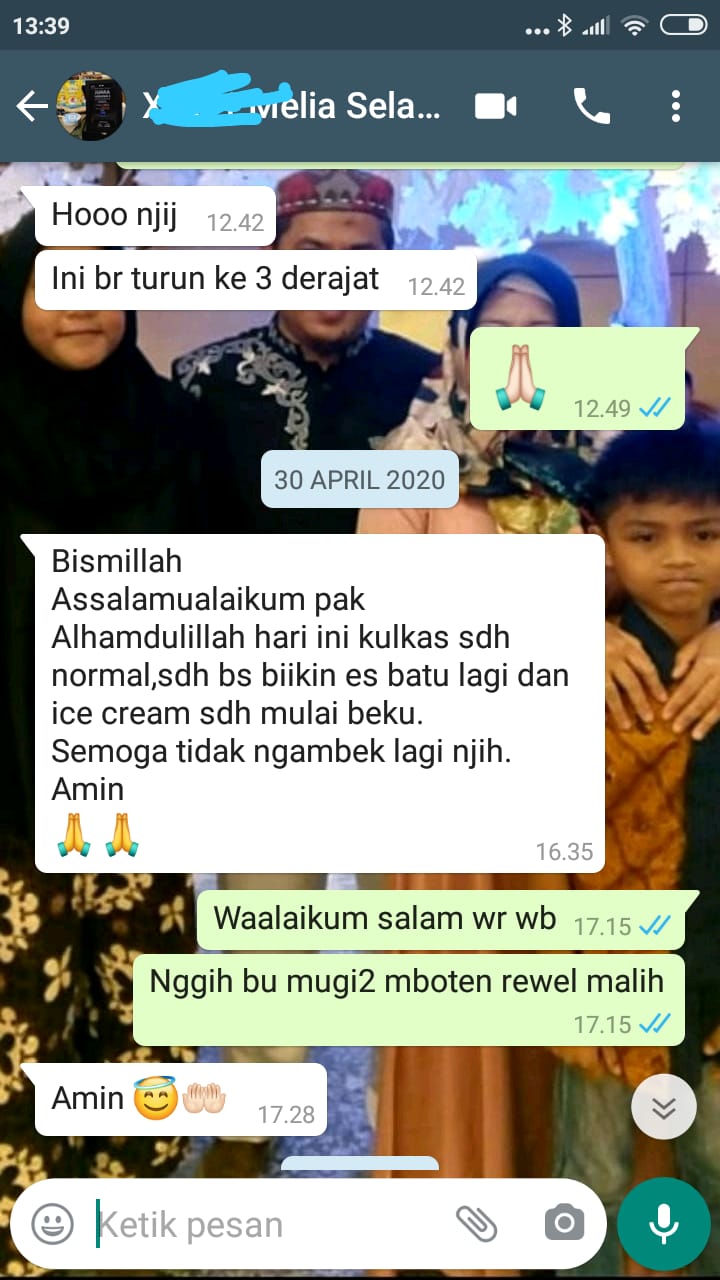 13:39
Melia Sela...
Hooo njij 12.42
Ini br turun ke 3 derajat 12.42
🙏🏻 12.49
30 APRIL 2020
Bismillah
Assalamualaikum pak
Alhamdulillah hari ini kulkas sdh
normal,sdh bs biikin es batu lagi dan
ice cream sdh mulai beku.
Semoga tidak ngambek lagi njih.
Amin
🙏 🙏
16.35
Waalaikum salam wr wb 17.15
Nggih bu mugi2 mboten rewel malih
17.15
Amin 😇🤲🏻 17.28
Ketik pesan